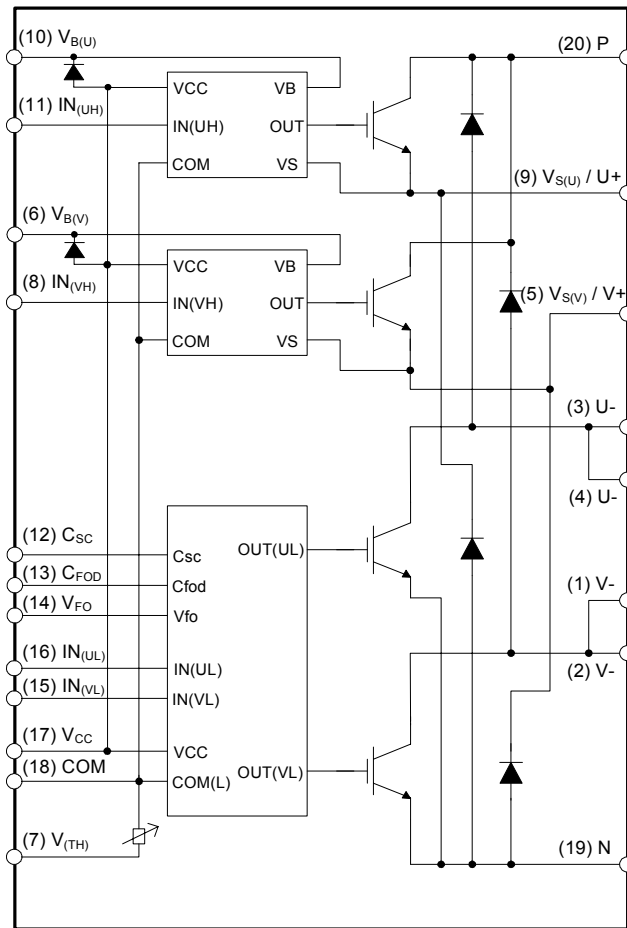 (10) VB(U)
(11) IN(UH)
(6) VB(V)
(8) IN(VH)
(12) CSC
(13) CFOD
(14) VFO
(16) IN(UL)
(15) IN(VL)
(17) VCC
(18) COM
(7) V(TH)
VCC
VB
IN(UH)
OUT
COM
VS
VCC
VB
IN(VH)
OUT
COM
VS
Csc
OUT(UL)
Cfod
Vfo
IN(UL)
IN(VL)
VCC
OUT(VL)
COM(L)
(20) P
(9) VS(U) / U+
(5) VS(V) / V+
(3) U-
(4) U-
(1) V-
(2) V-
(19) N